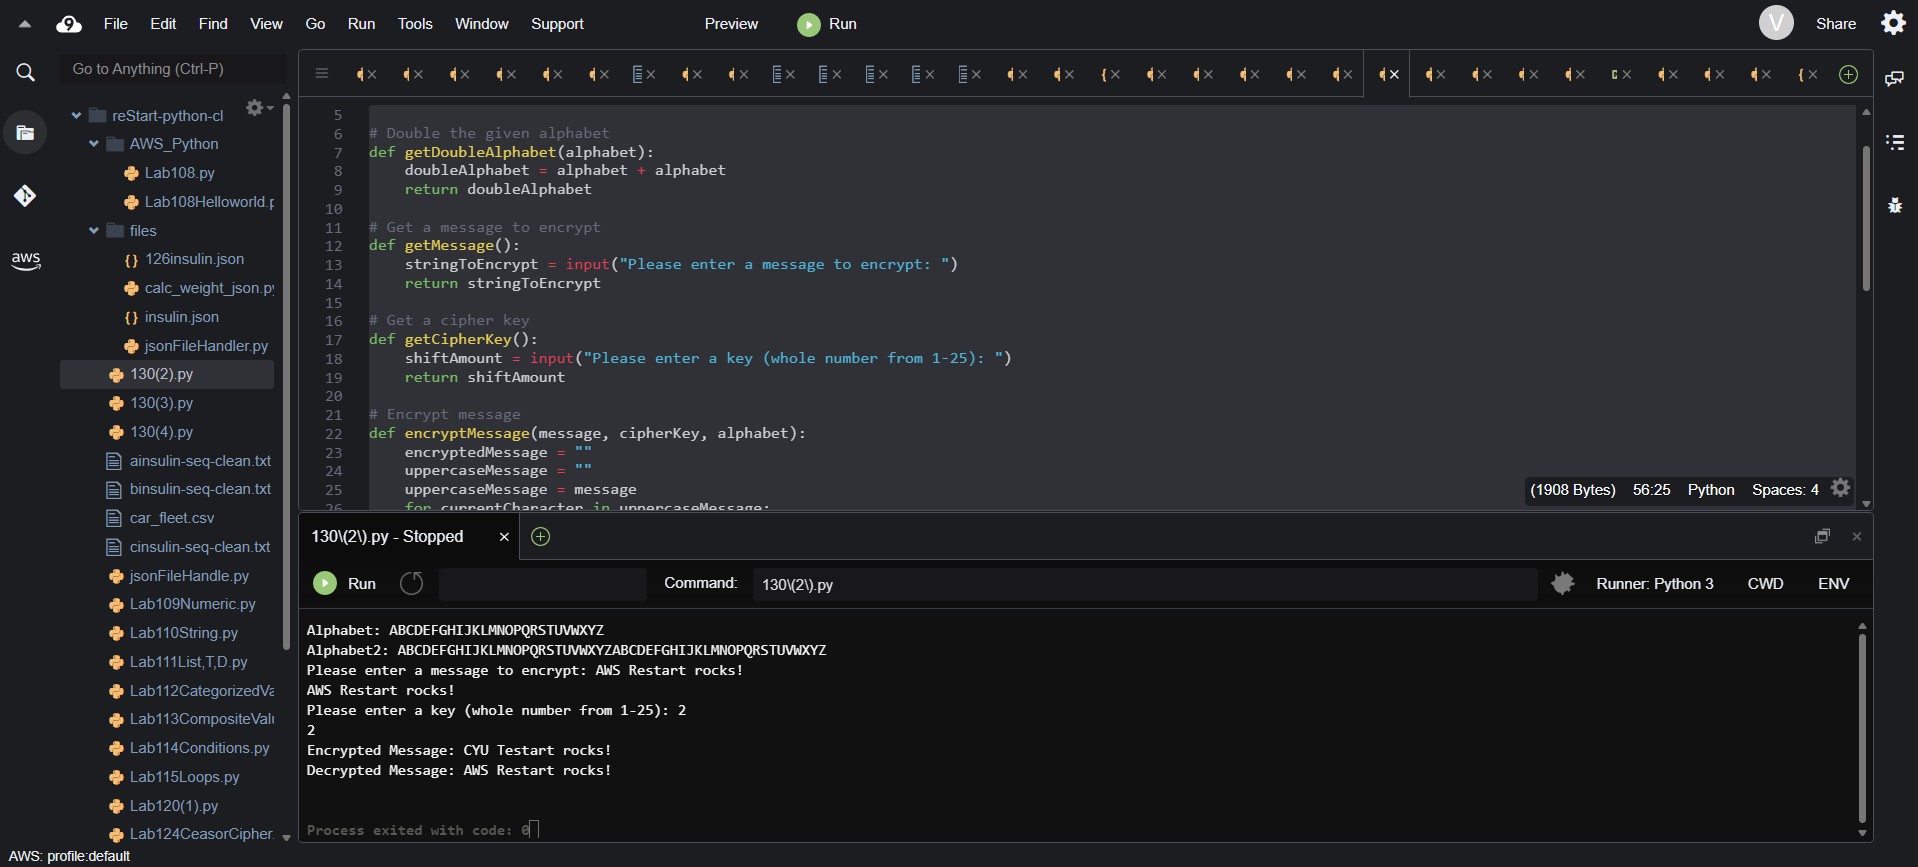 File Edit Find View Go Run Tools Window Support Preview Run V Share
Go to Anything (Ctrl-P)
reStart-python-cl
AWS_Python
Lab108.py
Lab108Helloworld.p
files
126insulin.json
calc_weight_json.py
insulin.json
jsonFileHandler.py
130(2).py
130(3).py
130(4).py
ainsulin-seq-clean.txt
binsulin-seq-clean.txt
car_fleet.csv
cinsulin-seq-clean.txt
jsonFileHandle.py
Lab109Numeric.py
Lab110String.py
Lab111List,T,D.py
Lab112CategorizedVa
Lab113CompositeValu
Lab114Conditions.py
Lab115Loops.py
Lab120(1).py
Lab124CeasorCipher.
aws
AWS: profile:default
5
6 # Double the given alphabet
7 def getDoubleAlphabet(alphabet):
8 doubleAlphabet = alphabet + alphabet
9 return doubleAlphabet
10
11 # Get a message to encrypt
12 def getMessage():
13 stringToEncrypt = input("Please enter a message to encrypt: ")
14 return stringToEncrypt
15
16 # Get a cipher key
17 def getCipherKey():
18 shiftAmount = input("Please enter a key (whole number from 1-25): ")
19 return shiftAmount
20
21 # Encrypt message
22 def encryptMessage(message, cipherKey, alphabet):
23 encryptedMessage = ""
24 uppercaseMessage = ""
25 uppercaseMessage = message
26 for currentCharacter in uppercaseMessage:
(1908 Bytes) 56:25 Python Spaces: 4
130\(2\).py - Stopped
Run Command: 130\(2\).py Runner: Python 3 CWD ENV
Alphabet: ABCDEFGHIJKLMNOPQRSTUVWXYZ
Alphabet2: ABCDEFGHIJKLMNOPQRSTUVWXYZABCDEFGHIJKLMNOPQRSTUVWXYZ
Please enter a message to encrypt: AWS Restart rocks!
AWS Restart rocks!
Please enter a key (whole number from 1-25): 2
2
Encrypted Message: CYU Testart rocks!
Decrypted Message: AWS Restart rocks!
Process exited with code: 0